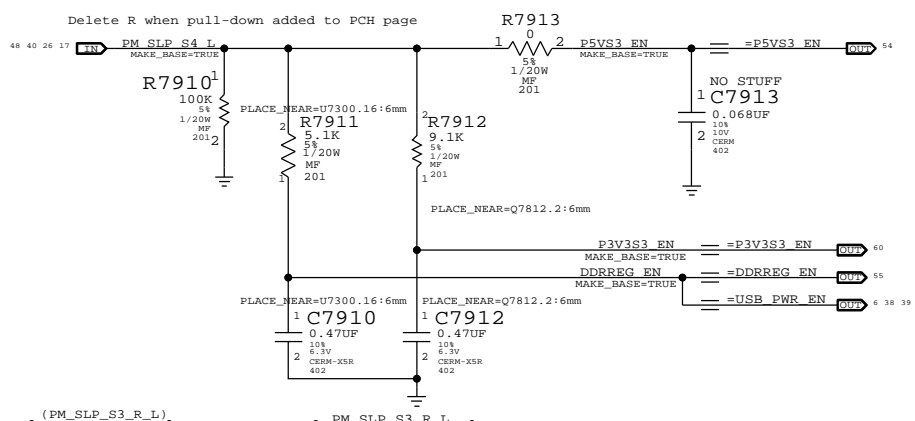 Delete R when pull-down added to PCH page
R7913
0
1
2
5%
1/20W
MF
201
48 40 26 17
IN
PM_SLP_S4_L
MAKE_BASE=TRUE
P5VS3_EN
MAKE_BASE=TRUE
=P5VS3_EN
OUT
54
R7910
1
100K
5%
1/20W
MF
201
2
PLACE_NEAR=U7300.16:6mm
2
R7911
5.1K
5%
1/20W
MF
201
1
2
R7912
9.1K
5%
1/20W
MF
201
1
NO STUFF
1
C7913
0.068UF
10%
10V
CERM
402
2
PLACE_NEAR=Q7812.2:6mm
P3V3S3_EN
MAKE_BASE=TRUE
=P3V3S3_EN
OUT
60
DDRREG_EN
MAKE_BASE=TRUE
=DDRREG_EN
OUT
55
=USB_PWR_EN
OUT
6 38 39
PLACE_NEAR=U7300.16:6mm
PLACE_NEAR=Q7812.2:6mm
1
C7910
0.47UF
10%
6.3V
CERM-X5R
402
2
1
C7912
0.47UF
10%
6.3V
CERM-X5R
402
2
(PM_SLP_S3_R_L)
PM_SLP_S3_R_L